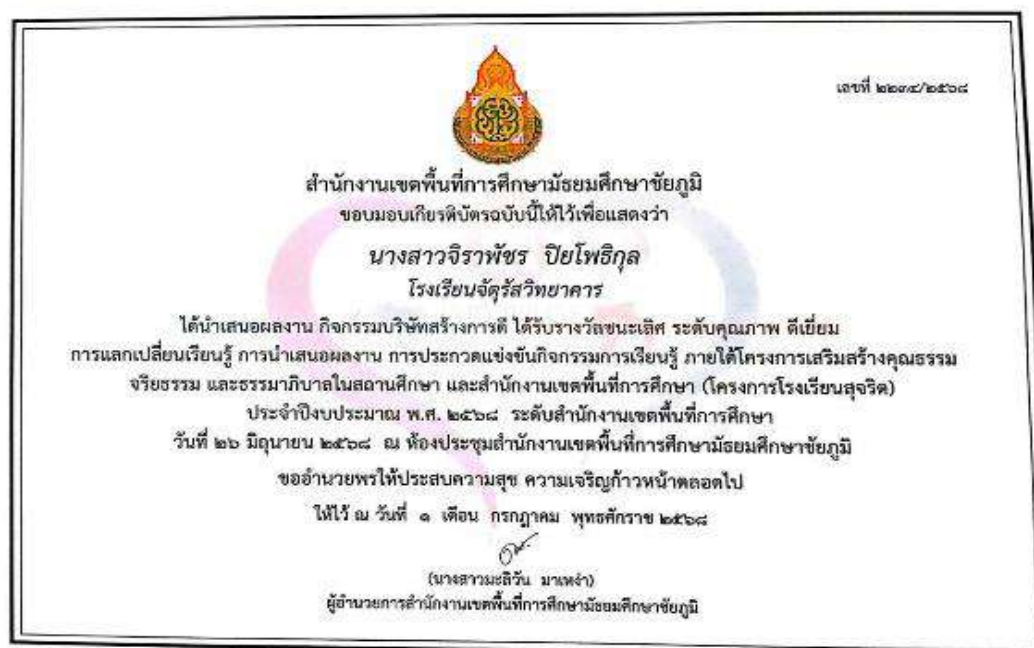 เลขที่ ๒๒๓๔/๒๕๖๘
สำนักงานเขตพื้นที่การศึกษามัธยมศึกษาชัยภูมิ
ขอมอบเกียรติบัตรฉบับนี้ให้ไว้เพื่อแสดงว่า
นางสาวจิราพัชร ปิยโพธิกุล
โรงเรียนจัตุรัสวิทยาคาร
ได้นำเสนอผลงาน กิจกรรมบริษัทสร้างการดี ได้รับรางวัลชนะเลิศ ระดับคุณภาพ ดีเยี่ยม
การแลกเปลี่ยนเรียนรู้ การนำเสนอผลงาน การประกวดแข่งขันกิจกรรมการเรียนรู้ ภายใต้โครงการเสริมสร้างคุณธรรม
จริยธรรม และธรรมาภิบาลในสถานศึกษา และสำนักงานเขตพื้นที่การศึกษา (โครงการโรงเรียนสุจริต)
ประจำปีงบประมาณ พ.ศ. ๒๕๖๘ ระดับสำนักงานเขตพื้นที่การศึกษา
วันที่ ๒๖ มิถุนายน ๒๕๖๘ ณ ห้องประชุมสำนักงานเขตพื้นที่การศึกษามัธยมศึกษาชัยภูมิ
ขออำนวยพรให้ประสบความสุข ความเจริญก้าวหน้าตลอดไป
ให้ไว้ ณ วันที่ ๑ เดือน กรกฎาคม พุทธศักราช ๒๕๖๘
(นางสาวมะลิวัน มาเหง่า)
ผู้อำนวยการสำนักงานเขตพื้นที่การศึกษามัธยมศึกษาชัยภูมิ